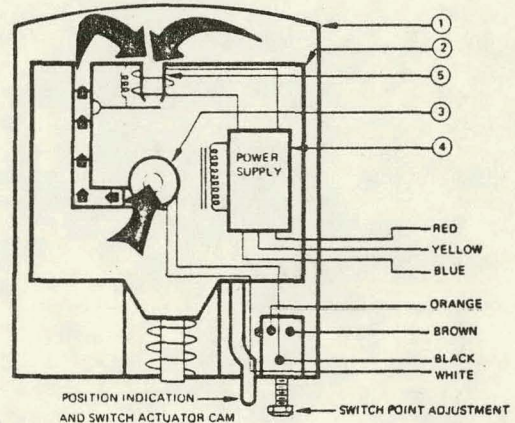 1
2
5
3
POWER
SUPPLY
4
RED
YELLOW
BLUE
ORANGE
BROWN
BLACK
WHITE
POSITION INDICATION
AND SWITCH ACTUATOR CAM
SWITCH POINT ADJUSTMENT